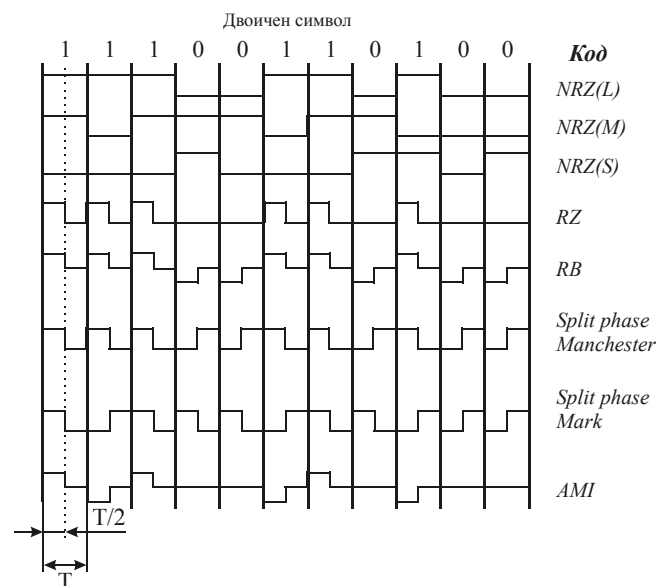 Двоичен символ
1 1 1 0 0 1 1 0 1 0 0 Код
NRZ(L)
NRZ(M)
NRZ(S)
RZ
RB
Split phase
Manchester
Split phase
Mark
AMI
T/2
T